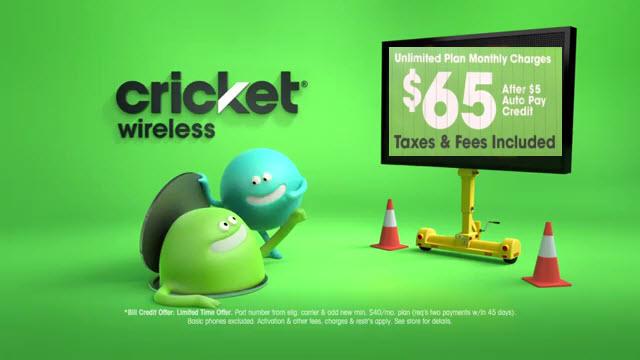 cricket®
wireless
Unlimited Plan Monthly Charges
$65
After $5
Auto Pay
Credit
Taxes & Fees Included
*Bill Credit Offer. Limited Time Offer. Port number from elig. carrier & add new min. $40/mo. plan (req's two payments w/in 45 days).
Basic phones excluded. Activation & other fees, charges & restr's apply. See store for details.